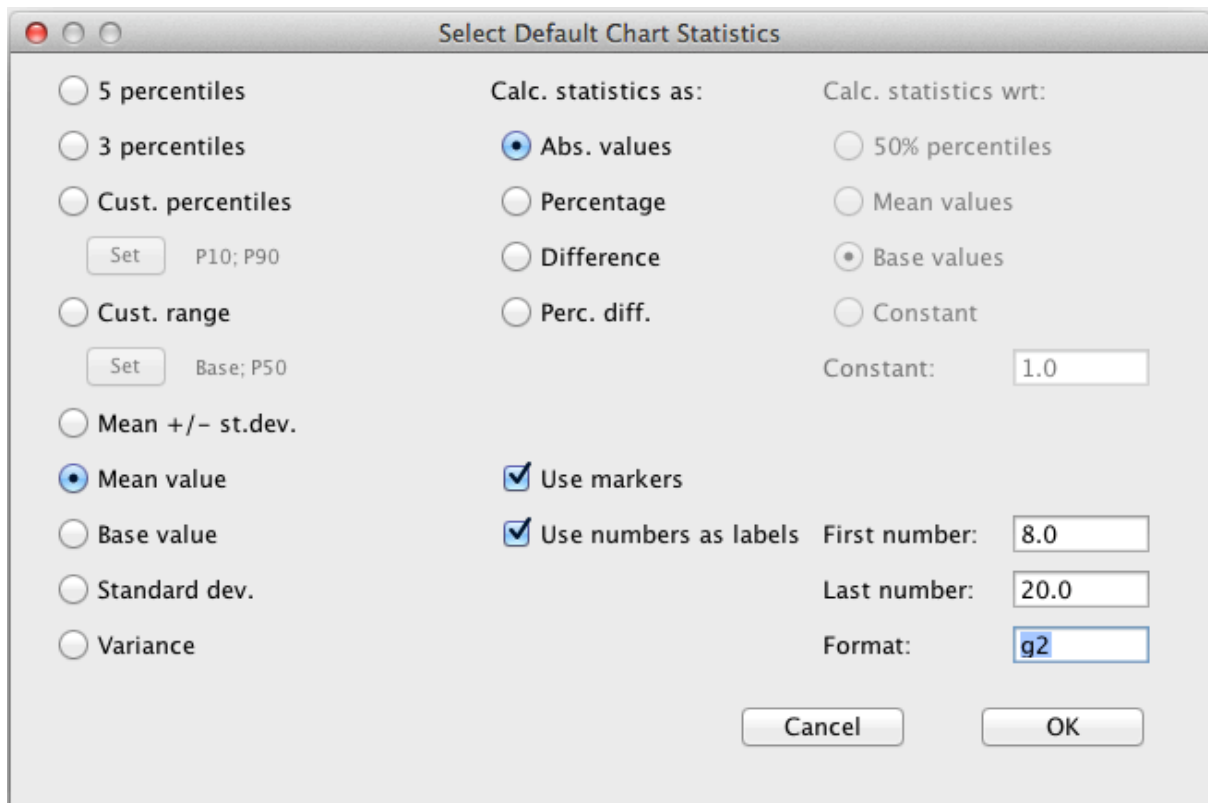 Select Default Chart Statistics
5 percentiles Calc. statistics as: Calc. statistics wrt:
3 percentiles Abs. values 50% percentiles
Cust. percentiles Percentage Mean values
Set P10; P90 Difference Base values
Cust. range Perc. diff. Constant
Set Base; P50 Constant: 1.0
Mean +/- st.dev.
Mean value Use markers
Base value Use numbers as labels First number: 8.0
Standard dev. Last number: 20.0
Variance Format: g2
Cancel OK